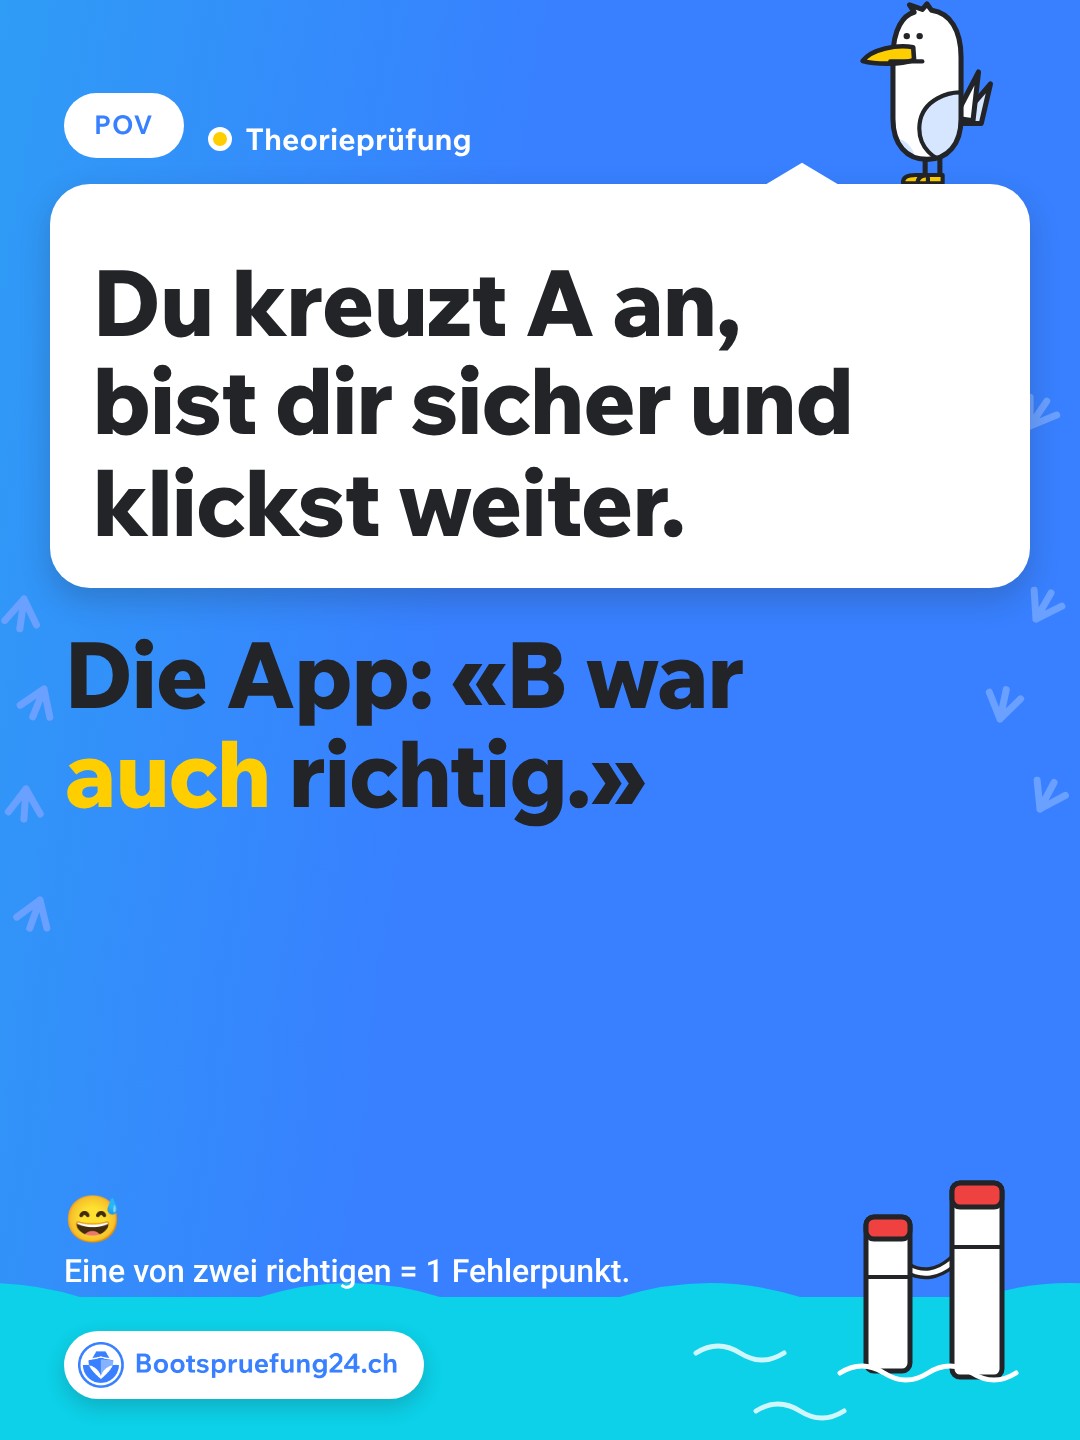 POV
Theorieprüfung
Du kreuzt A an,
bist dir sicher und
klickst weiter.
Die App: «B war
auch richtig.»
😅
Eine von zwei richtigen = 1 Fehlerpunkt.
Bootspruefung24.ch